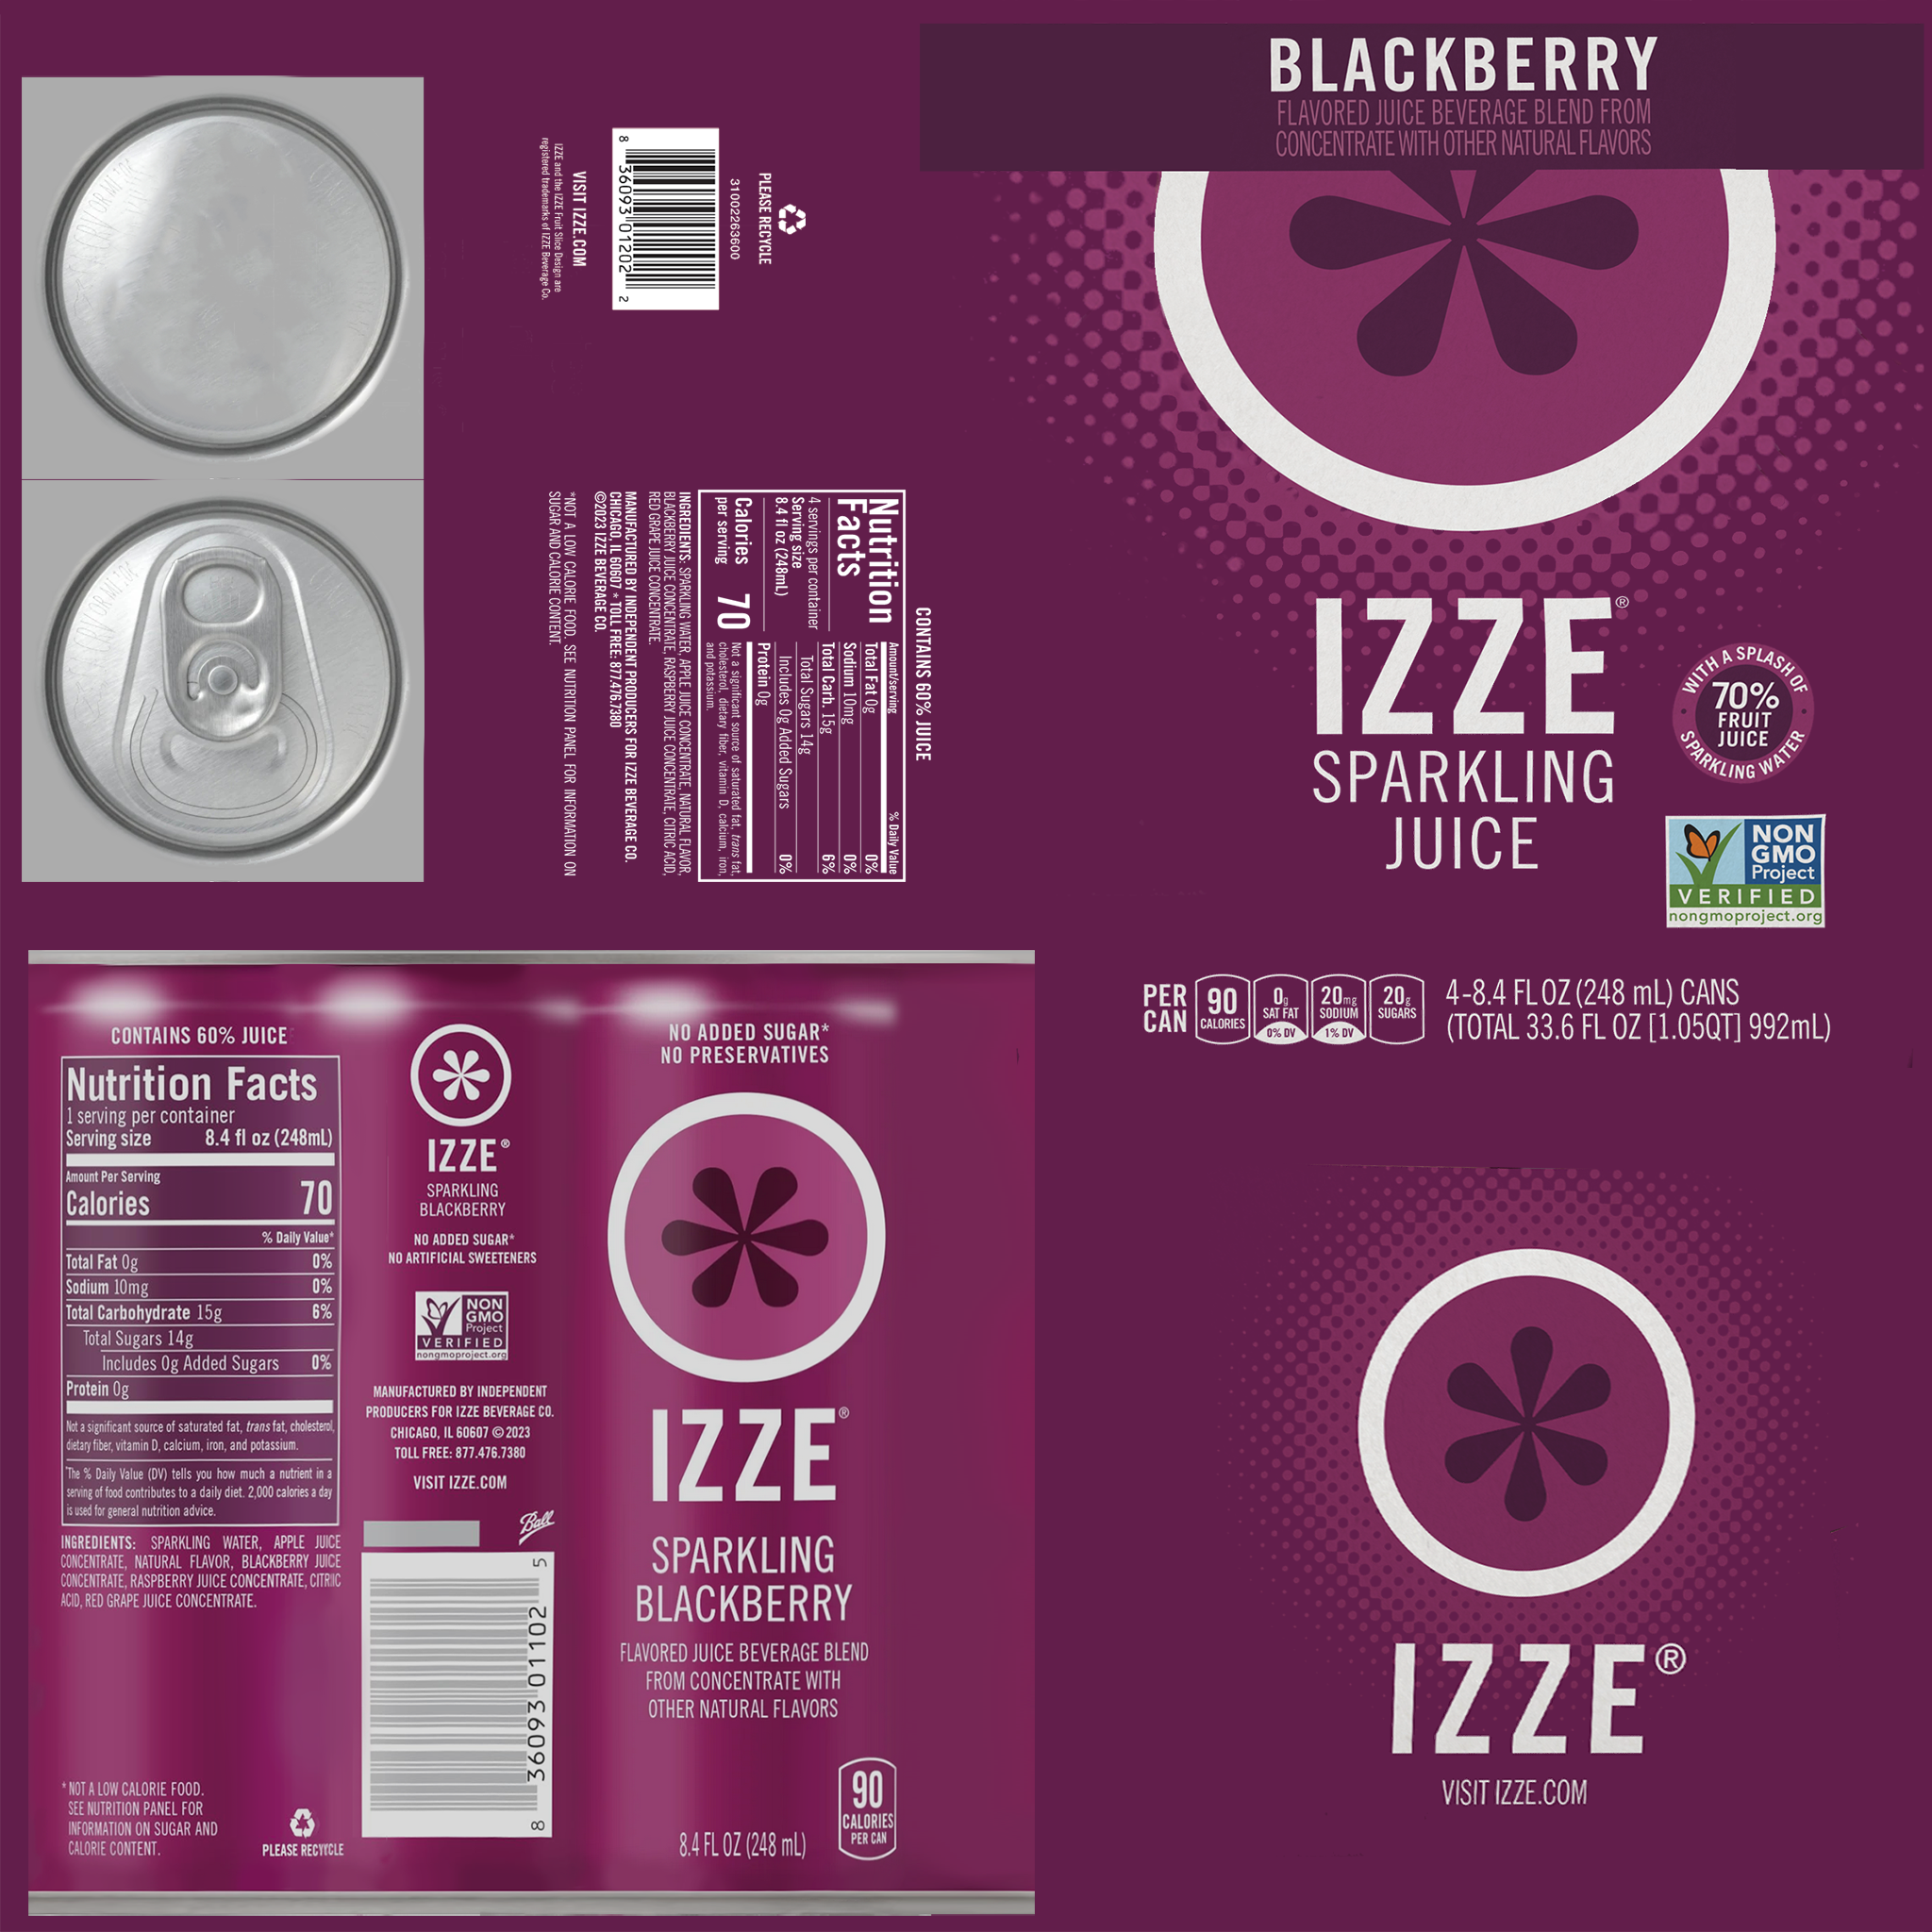 BLACKBERRY
FLAVORED JUICE BEVERAGE BLEND FROM
CONCENTRATE WITH OTHER NATURAL FLAVORS
IZZE®
SPARKLING
JUICE
WITH A SPLASH OF
70%
FRUIT
JUICE
SPARKLING WATER
NON
GMO
Project
VERIFIED
nongmoproject.org
PER
CAN
90
CALORIES
0g
SAT FAT
0% DV
20mg
SODIUM
1% DV
20g
SUGARS
4-8.4 FL OZ (248 mL) CANS
(TOTAL 33.6 FL OZ [1.05QT] 992mL)
IZZE®
VISIT IZZE.COM
PLEASE RECYCLE
31002263600
8 36093 01202 2
VISIT IZZE.COM
IZZE and the IZZE Fruit Slice Design are
registered trademarks of IZZE Beverage Co.
CONTAINS 60% JUICE
Nutrition
Facts
4 servings per container
Serving size
8.4 fl oz (248mL)
Calories
per serving
70
Amount/serving % Daily Value
Total Fat 0g 0%
Sodium 10mg 0%
Total Carb. 15g 6%
Total Sugars 14g
Includes 0g Added Sugars 0%
Protein 0g
Not a significant source of saturated fat, trans fat,
cholesterol, dietary fiber, vitamin D, calcium, iron,
and potassium.
INGREDIENTS: SPARKLING WATER, APPLE JUICE CONCENTRATE, NATURAL FLAVOR,
BLACKBERRY JUICE CONCENTRATE, RASPBERRY JUICE CONCENTRATE, CITRIC ACID,
RED GRAPE JUICE CONCENTRATE.
MANUFACTURED BY INDEPENDENT PRODUCERS FOR IZZE BEVERAGE CO.
CHICAGO, IL 60607 * TOLL FREE: 877.476.7380
©2023 IZZE BEVERAGE CO.
*NOT A LOW CALORIE FOOD. SEE NUTRITION PANEL FOR INFORMATION ON
SUGAR AND CALORIE CONTENT.
CONTAINS 60% JUICE
Nutrition Facts
1 serving per container
Serving size 8.4 fl oz (248mL)
Amount Per Serving
Calories 70
% Daily Value*
Total Fat 0g 0%
Sodium 10mg 0%
Total Carbohydrate 15g 6%
Total Sugars 14g
Includes 0g Added Sugars 0%
Protein 0g
Not a significant source of saturated fat, trans fat, cholesterol,
dietary fiber, vitamin D, calcium, iron, and potassium.
*The % Daily Value (DV) tells you how much a nutrient in a
serving of food contributes to a daily diet. 2,000 calories a day
is used for general nutrition advice.
INGREDIENTS: SPARKLING WATER, APPLE JUICE
CONCENTRATE, NATURAL FLAVOR, BLACKBERRY JUICE
CONCENTRATE, RASPBERRY JUICE CONCENTRATE, CITRIC
ACID, RED GRAPE JUICE CONCENTRATE.
* NOT A LOW CALORIE FOOD.
SEE NUTRITION PANEL FOR
INFORMATION ON SUGAR AND
CALORIE CONTENT.
PLEASE RECYCLE
IZZE®
SPARKLING
BLACKBERRY
NO ADDED SUGAR*
NO ARTIFICIAL SWEETENERS
NON
GMO
Project
VERIFIED
nongmoproject.org
MANUFACTURED BY INDEPENDENT
PRODUCERS FOR IZZE BEVERAGE CO.
CHICAGO, IL 60607 ©2023
TOLL FREE: 877.476.7380
VISIT IZZE.COM
Ball
8 36093 01102 5
NO ADDED SUGAR*
NO PRESERVATIVES
IZZE®
SPARKLING
BLACKBERRY
FLAVORED JUICE BEVERAGE BLEND
FROM CONCENTRATE WITH
OTHER NATURAL FLAVORS
90
CALORIES
PER CAN
8.4 FL OZ (248 mL)